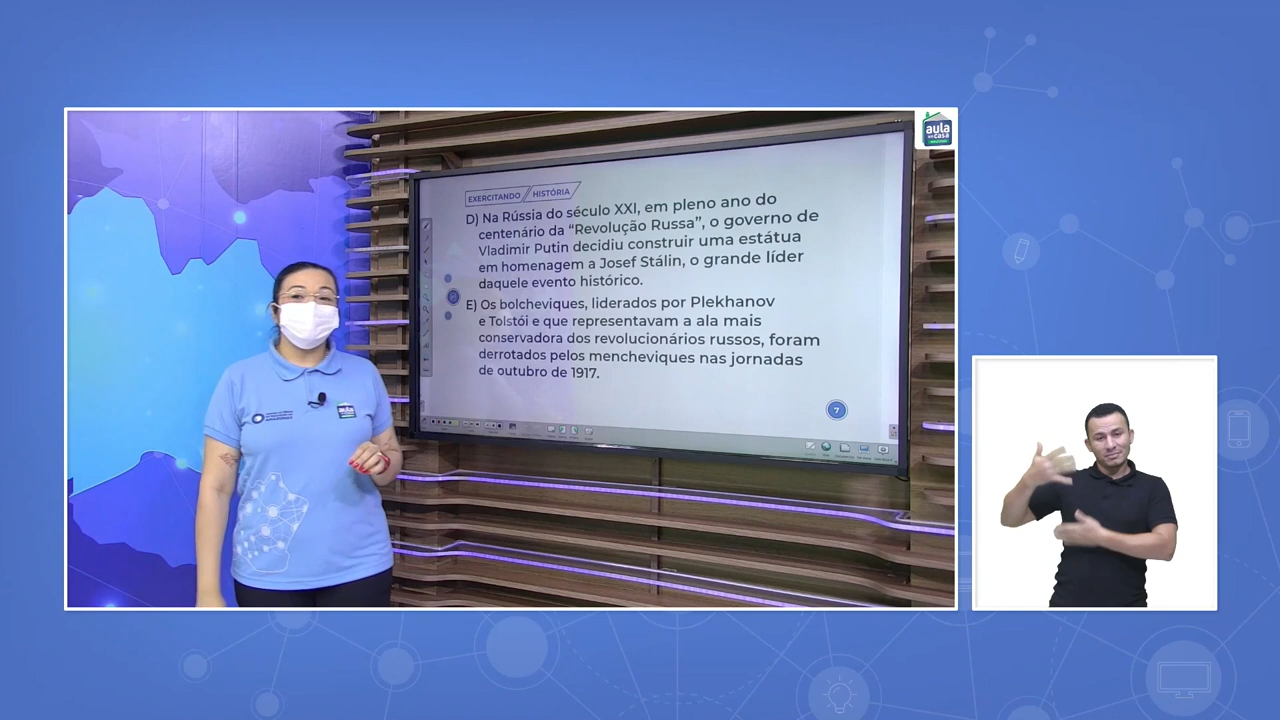 EXERCITANDO // HISTÓRIA
D) Na Rússia do século XXI, em pleno ano do
centenário da “Revolução Russa”, o governo de
Vladimir Putin decidiu construir uma estátua
em homenagem a Josef Stálin, o grande líder
daquele evento histórico.
E) Os bolcheviques, liderados por Plekhanov
e Tolstói e que representavam a ala mais
conservadora dos revolucionários russos, foram
derrotados pelos mencheviques nas jornadas
de outubro de 1917.
7
aula
em casa
aula